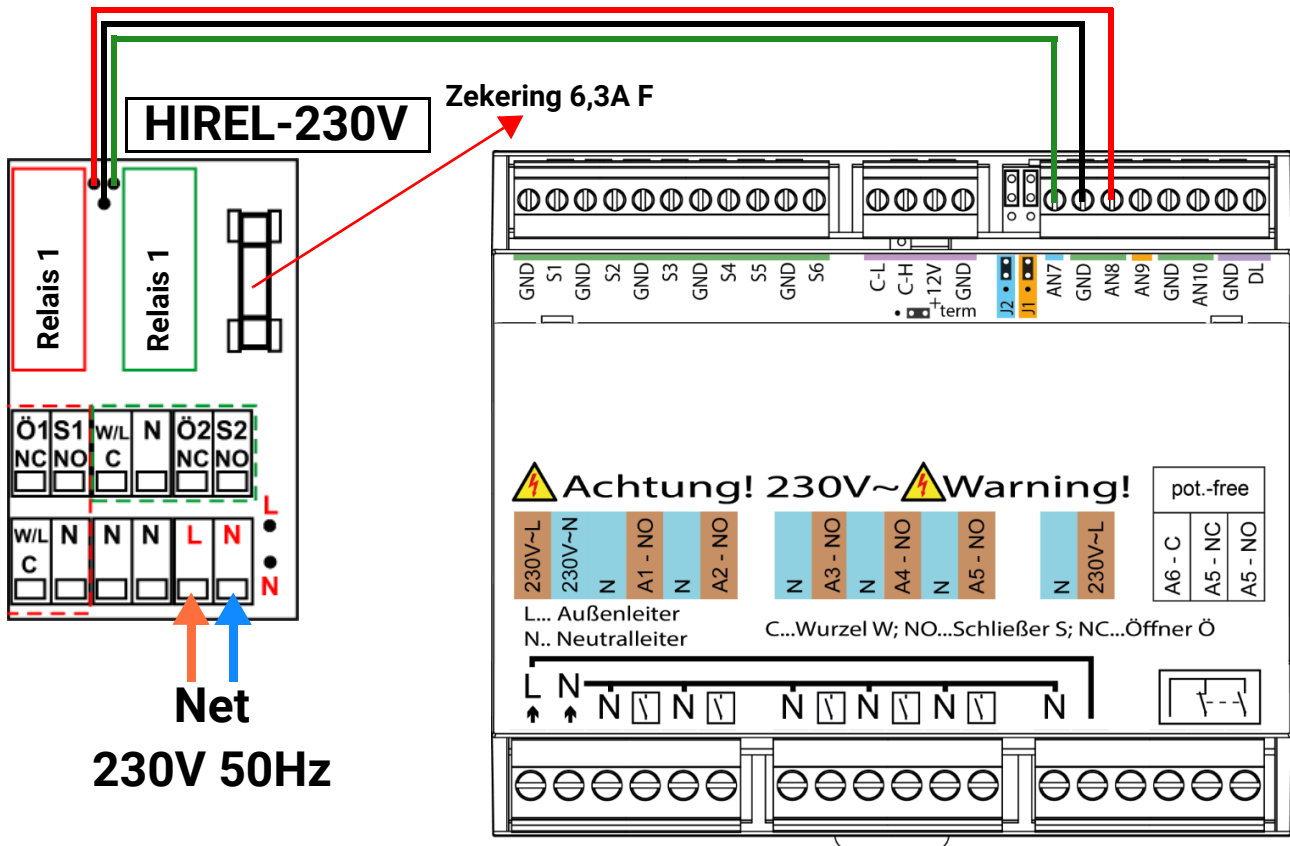 HIREL-230V
Zekering 6,3A F
Relais 1
Relais 1
Ö1 S1 W/L N Ö2 S2
NC NO C NC NO
W/L N N N L N
C
L
N
Net
230V 50Hz
GND S1 GND S2 GND S3 GND S4 S5 GND S6
C-L C-H +12V GND
term
J2 J1
AN7 GND AN8 AN9 GND AN10 GND DL
Achtung! 230V~ Warning!
pot.-free
230V~L 230V~N N A1 - NO N A2 - NO
N A3 - NO N A4 - NO N A5 - NO
N 230V~L
A6 - C A5 - NC A5 - NO
L... Außenleiter
N.. Neutralleiter
C...Wurzel W; NO...Schließer S; NC...Öffner Ö
L N N N N N N N